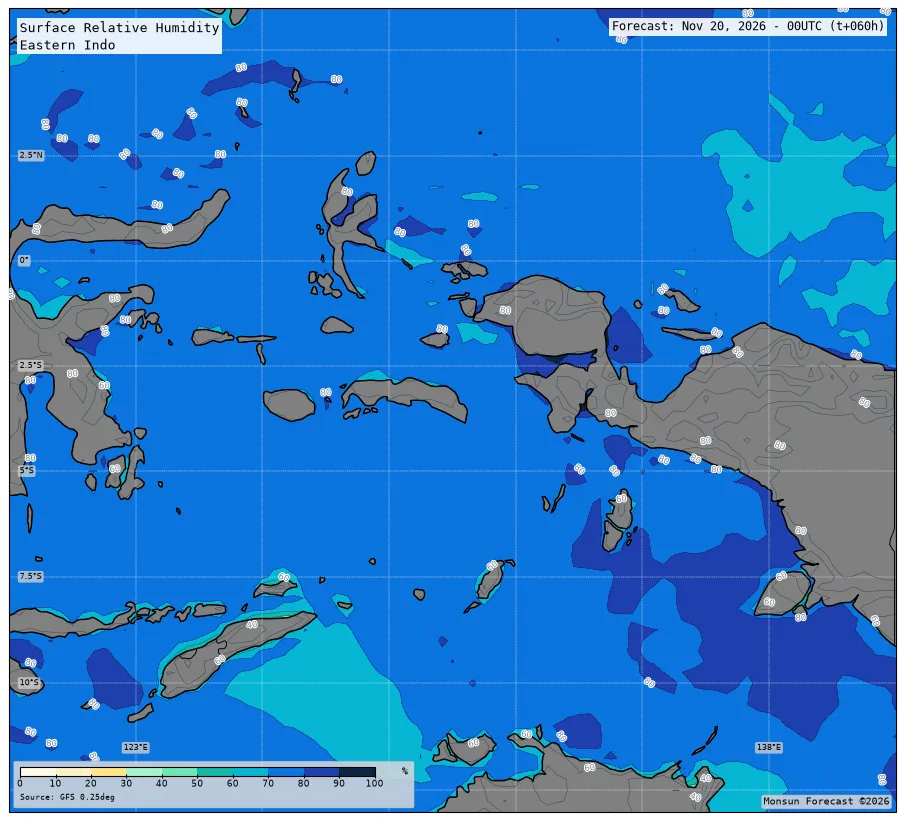 Surface Relative Humidity
Eastern Indo
Forecast: Nov 20, 2026 - 00UTC (t+060h)
2.5°N
0°
2.5°S
5°S
7.5°S
10°S
123°E
138°E
%
0 10 20 30 40 50 60 70 80 90 100
Source: GFS 0.25deg
Monsun Forecast ©2026